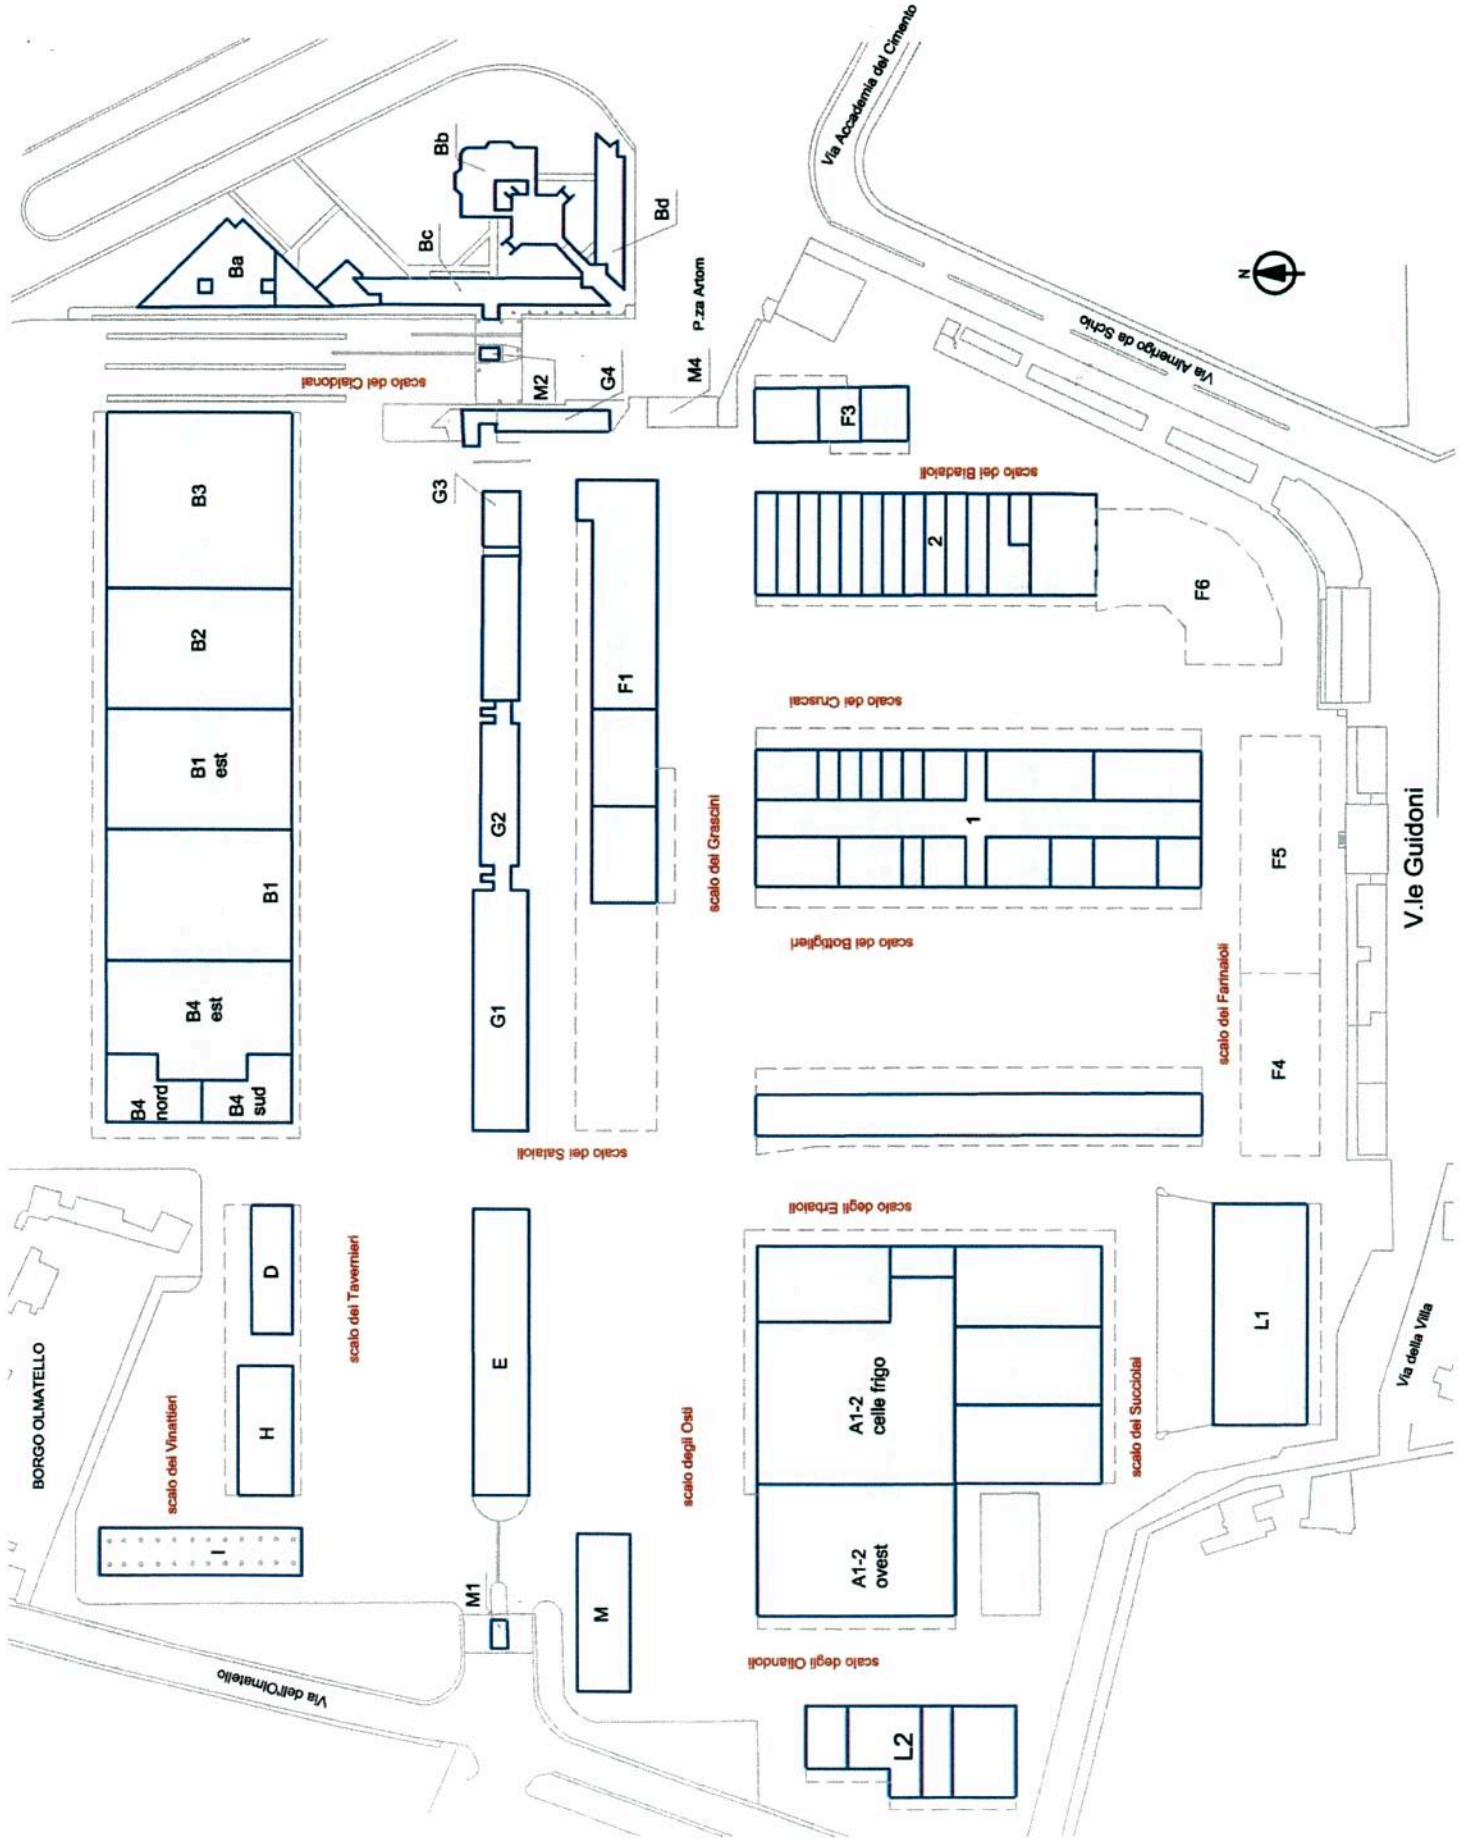 BORGO OLMATELLO
Via dell'Olmatello
I
scalo dei Vinattieri
H
D
scalo dei Tavernieri
B4
nord
B4
sud
B4
est
B1
B1
est
B2
B3
scalo dei Cialdonai
Ba
Bc
Bb
Bd
M1
E
G1
G2
G3
M2
G4
M4
P.za Artom
M
scalo dei Salaioli
F1
scalo degli Osti
scalo dei Grascini
scalo degli Oliandoli
scalo degli Erbaioli
scalo dei Bottiglieri
scalo dei Cruscai
scalo dei Biadaioli
F3
Via Accademia del Cimento
L2
A1-2
ovest
A1-2
celle frigo
1
2
scalo dei Succiolai
scalo dei Farinaioli
F6
Via Almerigo da Schio
N
L1
F4
F5
Via della Villa
V.le Guidoni